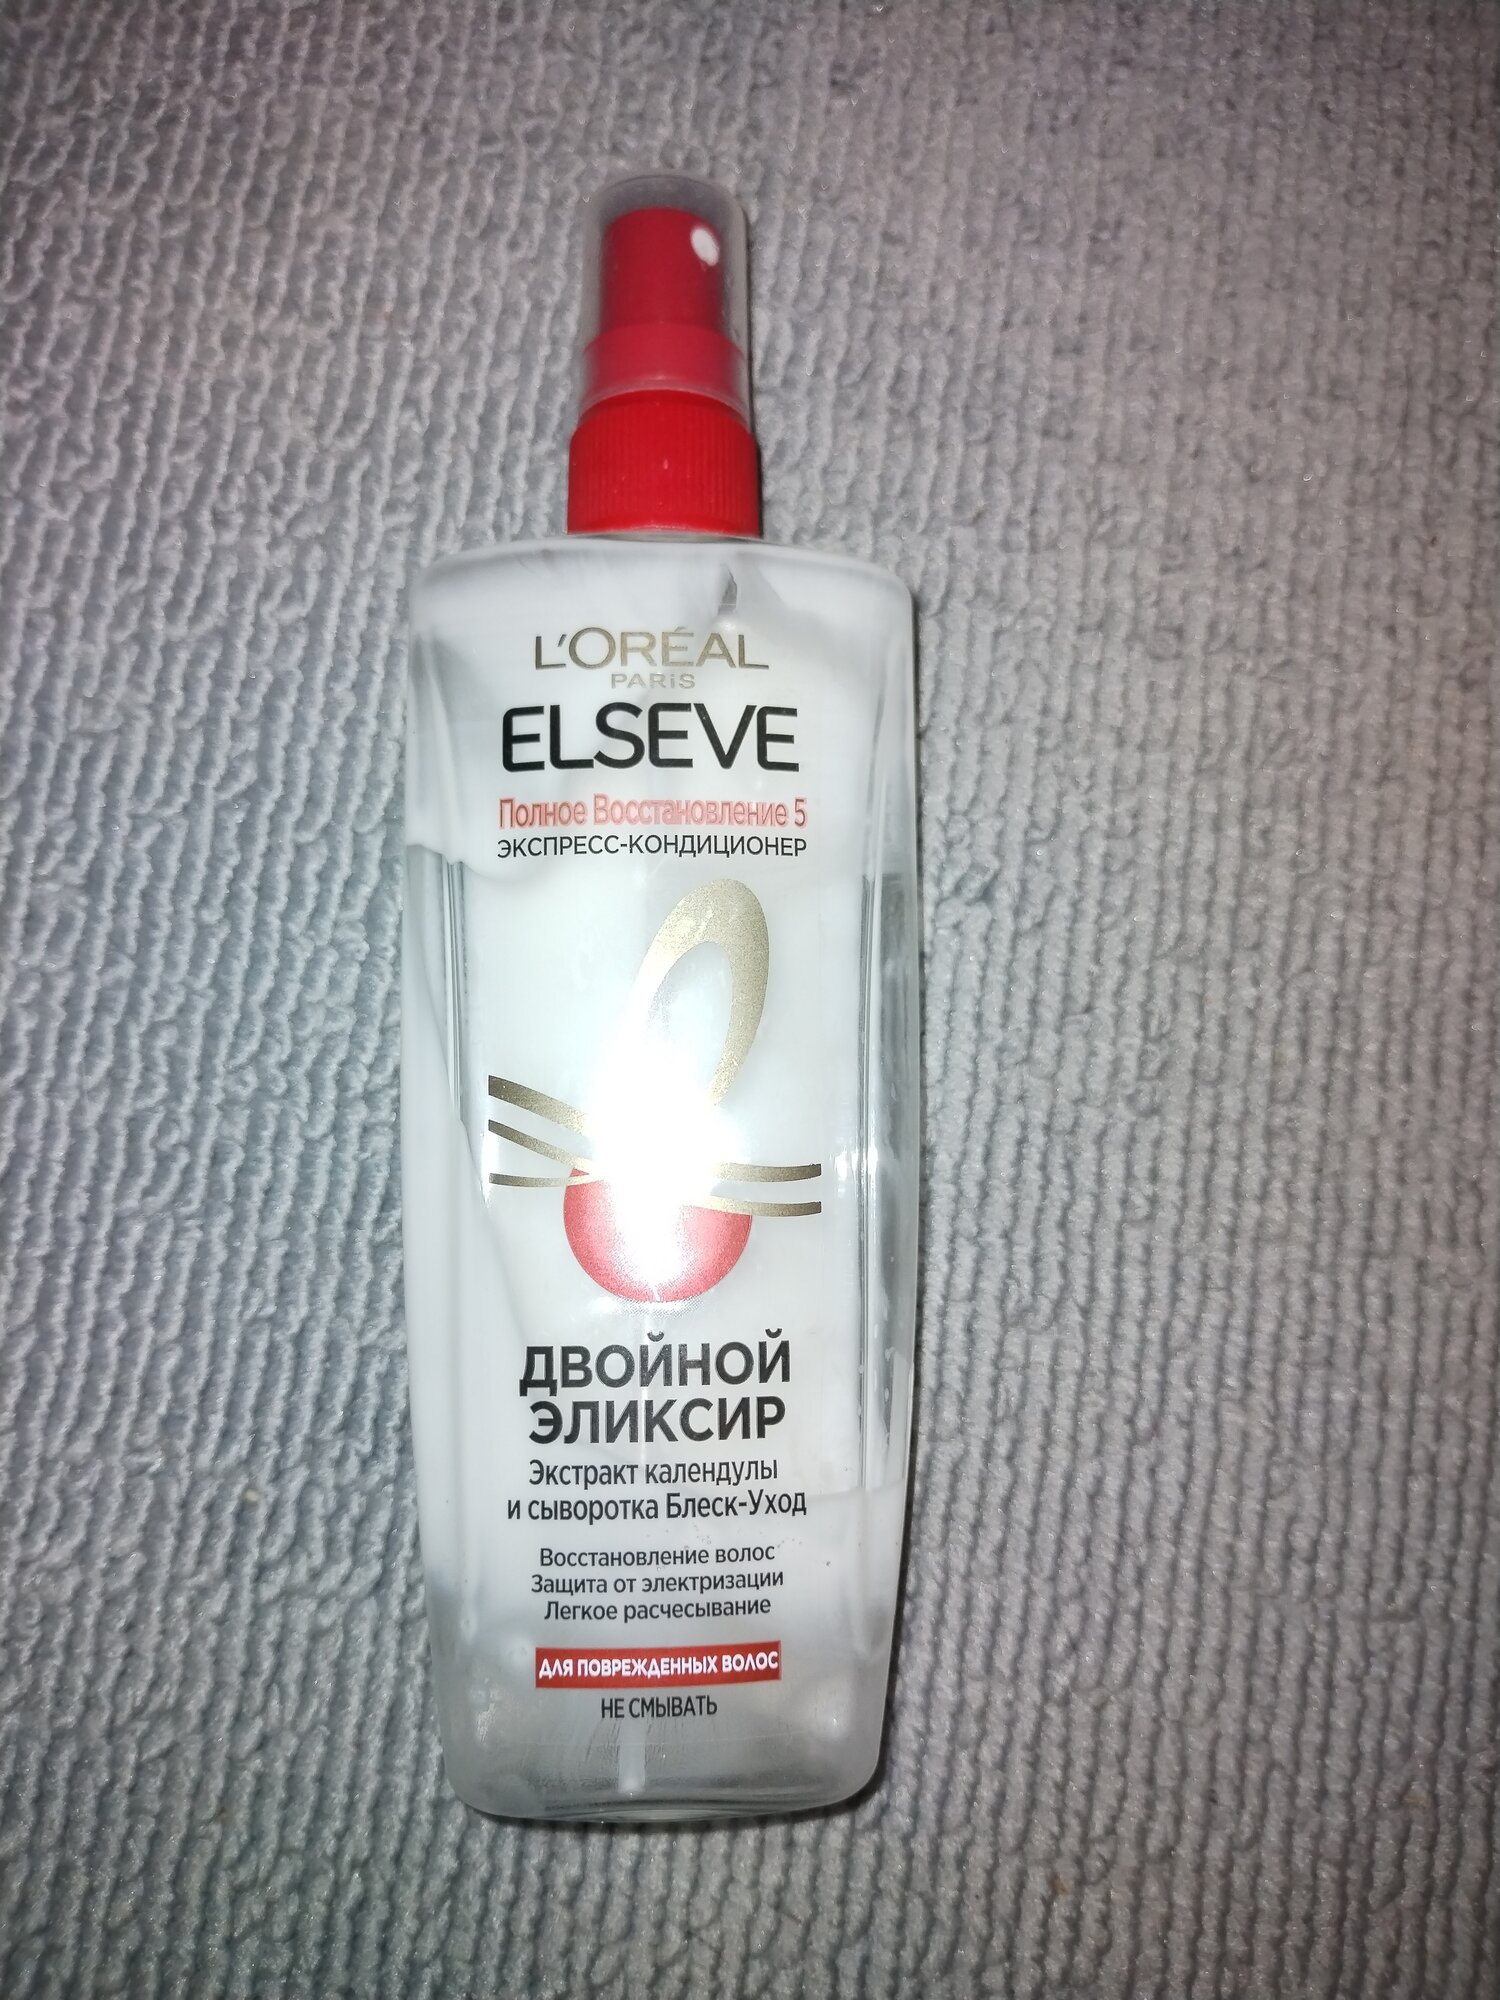 L'ORÉAL
PARiS
ELSEVE
Полное Восстановление 5
ЭКСПРЕСС-КОНДИЦИОНЕР
ДВОЙНОЙ
ЭЛИКСИР
Экстракт календулы
и сыворотка Блеск-Уход
Восстановление волос
Защита от электризации
Легкое расчесывание
ДЛЯ ПОВРЕЖДЕННЫХ ВОЛОС
НЕ СМЫВАТЬ